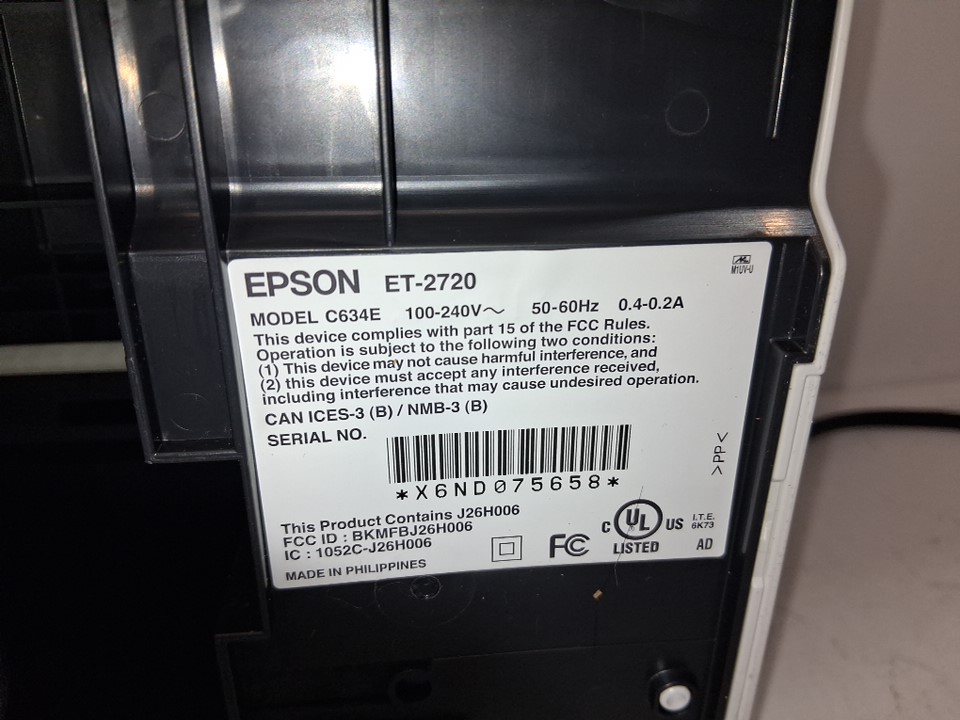 EPSON ET-2720
M1UV-U
MODEL C634E 100-240V～ 50-60Hz 0.4-0.2A
This device complies with part 15 of the FCC Rules.
Operation is subject to the following two conditions:
(1) This device may not cause harmful interference, and
(2) this device must accept any interference received,
including interference that may cause undesired operation.
CAN ICES-3 (B) / NMB-3 (B)
SERIAL NO.
*X6ND075658*
>PP<
This Product Contains J26H006
FCC ID : BKMFBJ26H006
IC : 1052C-J26H006
MADE IN PHILIPPINES
FC
C UL US
LISTED
I.T.E.
6K73
AD